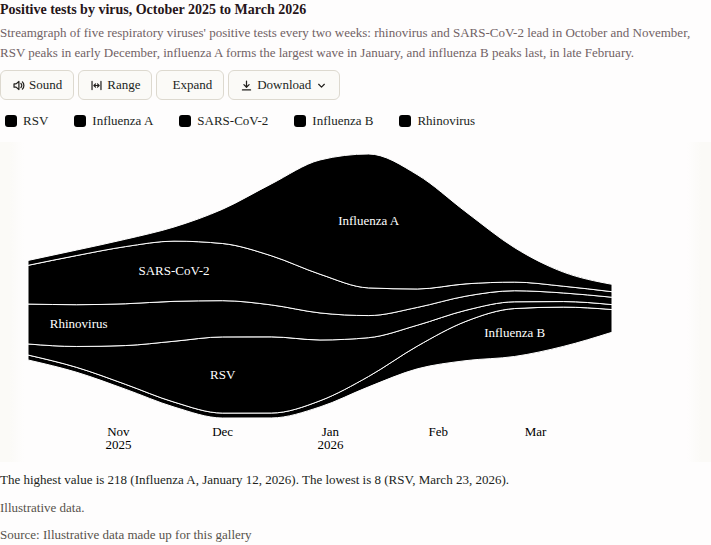 Positive tests by virus, October 2025 to March 2026
Streamgraph of five respiratory viruses' positive tests every two weeks: rhinovirus and SARS-CoV-2 lead in October and November,
RSV peaks in early December, influenza A forms the largest wave in January, and influenza B peaks last, in late February.
Sound Range Expand Download
RSV Influenza A SARS-CoV-2 Influenza B Rhinovirus
Influenza A
SARS-CoV-2
Rhinovirus
Influenza B
RSV
Nov Dec Jan Feb Mar
2025 2026
The highest value is 218 (Influenza A, January 12, 2026). The lowest is 8 (RSV, March 23, 2026).
Illustrative data.
Source: Illustrative data made up for this gallery